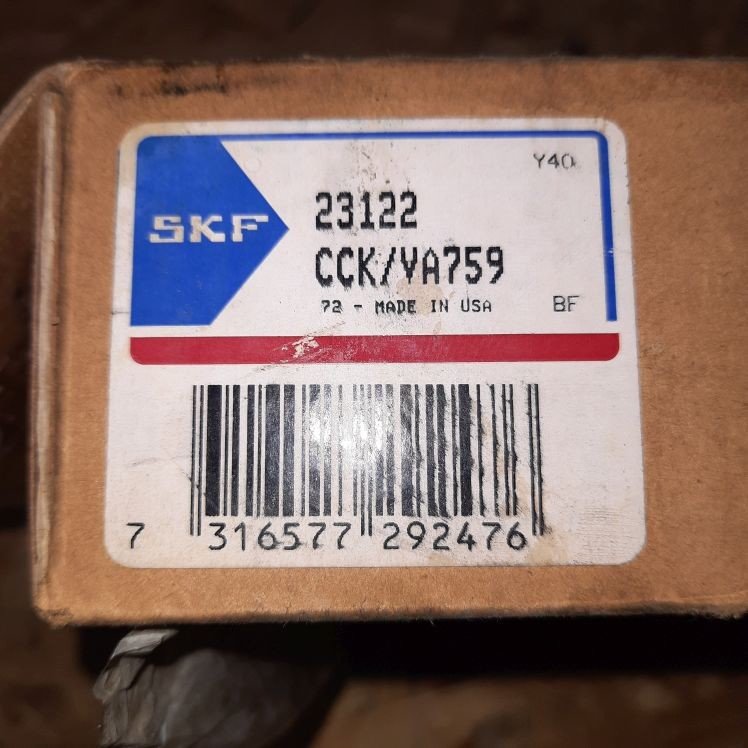 Y40
SKF
23122
CCK/VA759
72 - MADE IN USA
BF
7 316577 292476